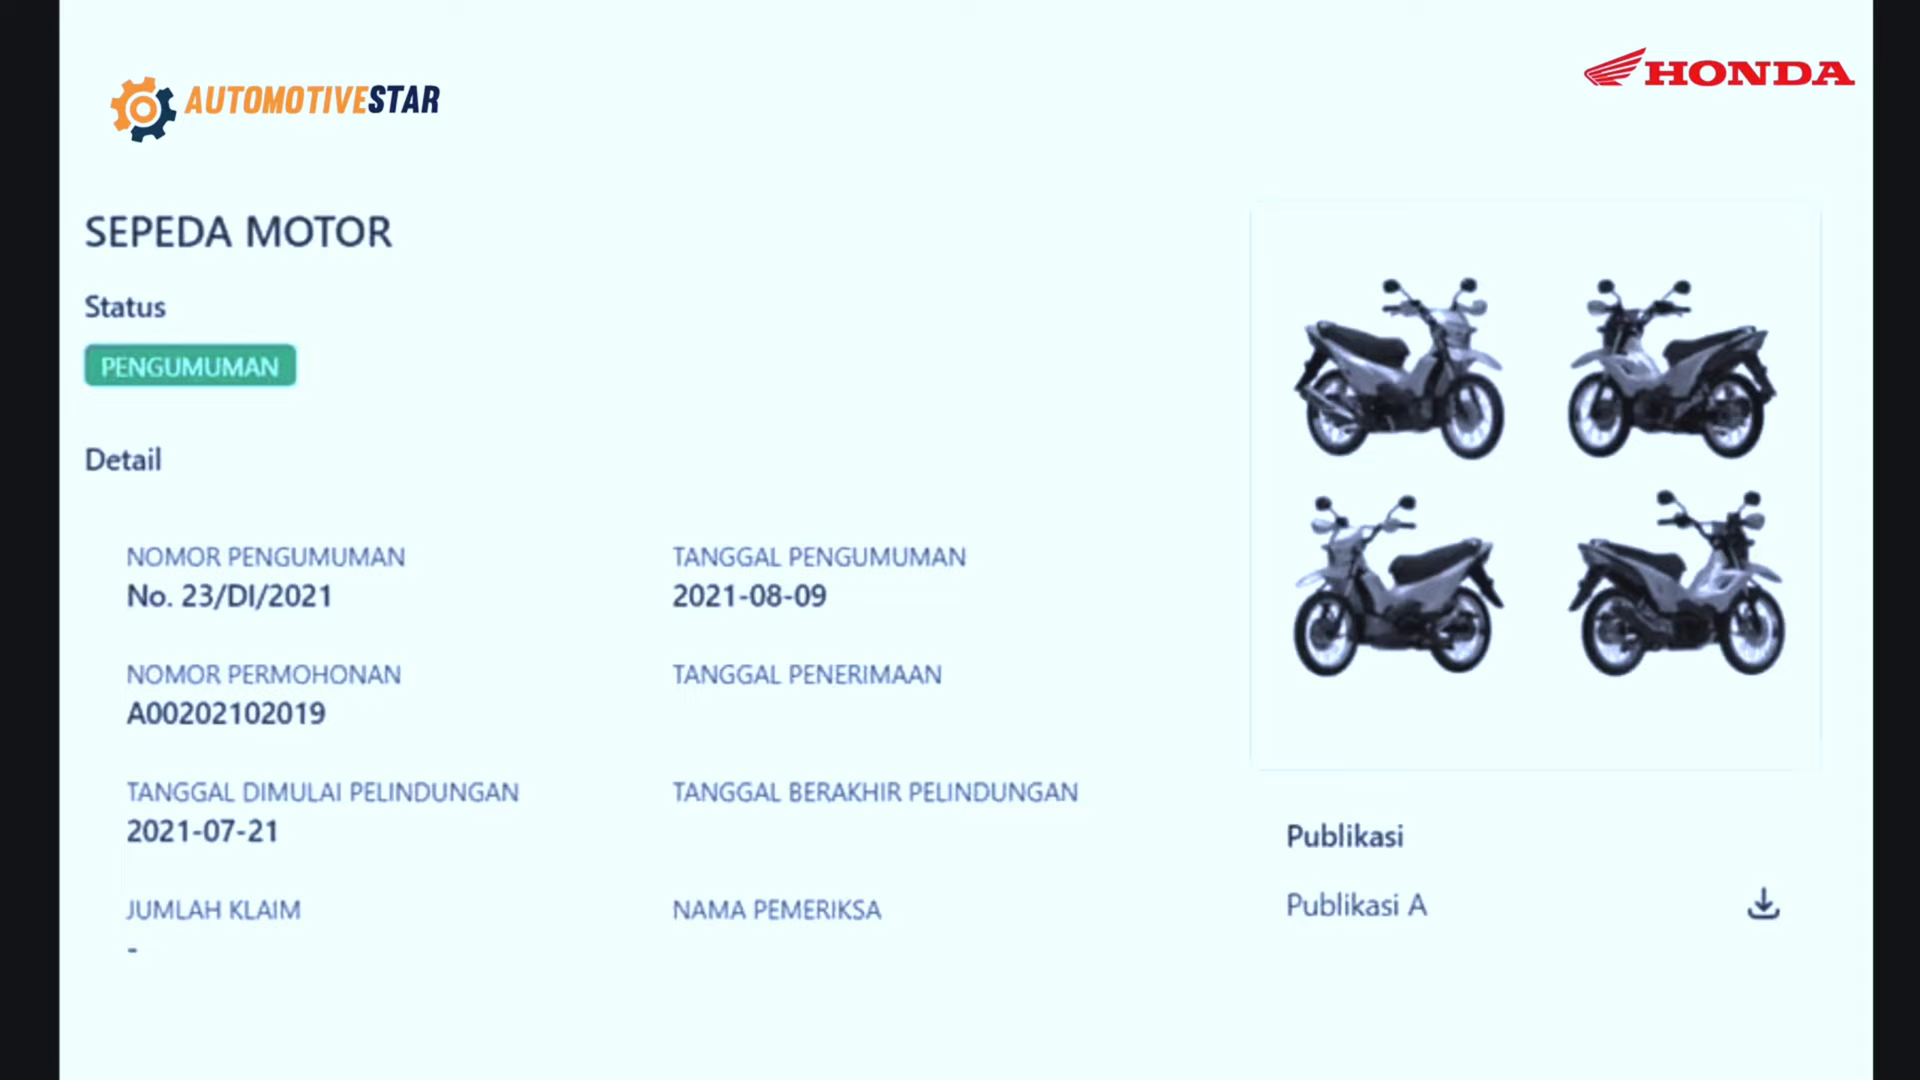 AUTOMOTIVESTAR
HONDA
SEPEDA MOTOR
Status
PENGUMUMAN
Detail
NOMOR PENGUMUMAN
No. 23/DI/2021
TANGGAL PENGUMUMAN
2021-08-09
NOMOR PERMOHONAN
A00202102019
TANGGAL PENERIMAAN
TANGGAL DIMULAI PELINDUNGAN
2021-07-21
TANGGAL BERAKHIR PELINDUNGAN
JUMLAH KLAIM
-
NAMA PEMERIKSA
Publikasi
Publikasi A